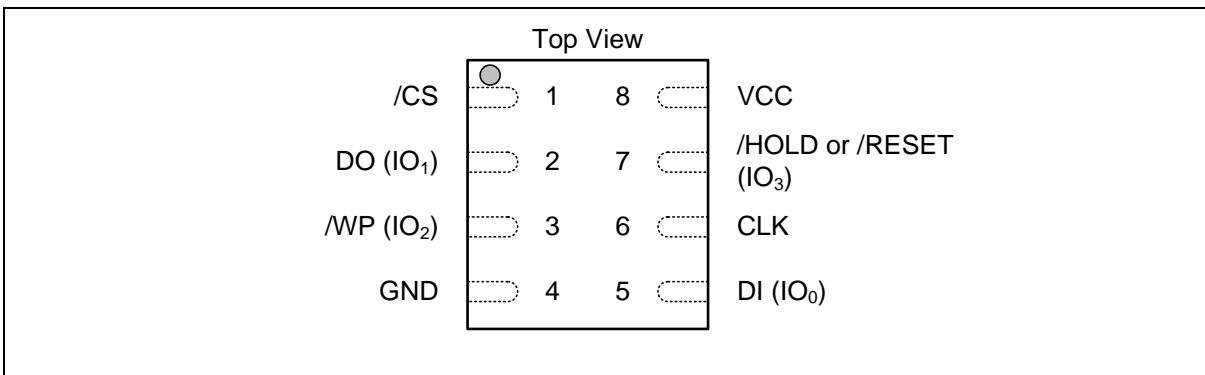 Top View
/CS 1 8 VCC
DO (IO₁) 2 7 /HOLD or /RESET
(IO₃)
/WP (IO₂) 3 6 CLK
GND 4 5 DI (IO₀)